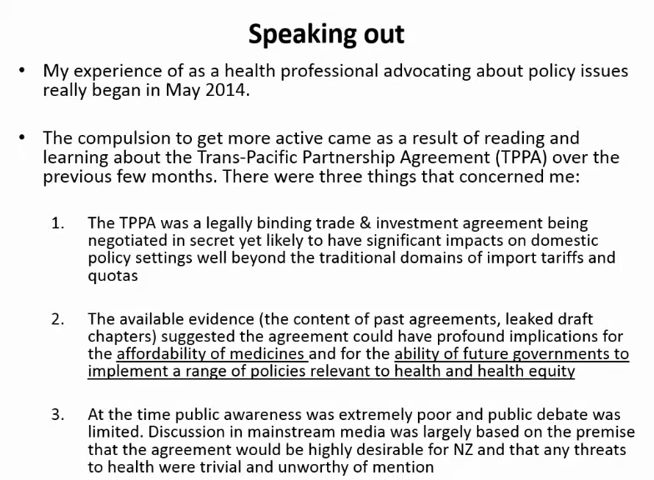 Speaking out
• My experience of as a health professional advocating about policy issues
really began in May 2014.
• The compulsion to get more active came as a result of reading and
learning about the Trans-Pacific Partnership Agreement (TPPA) over the
previous few months. There were three things that concerned me:
1. The TPPA was a legally binding trade & investment agreement being
negotiated in secret yet likely to have significant impacts on domestic
policy settings well beyond the traditional domains of import tariffs and
quotas
2. The available evidence (the content of past agreements, leaked draft
chapters) suggested the agreement could have profound implications for
the affordability of medicines and for the ability of future governments to
implement a range of policies relevant to health and health equity
3. At the time public awareness was extremely poor and public debate was
limited. Discussion in mainstream media was largely based on the premise
that the agreement would be highly desirable for NZ and that any threats
to health were trivial and unworthy of mention